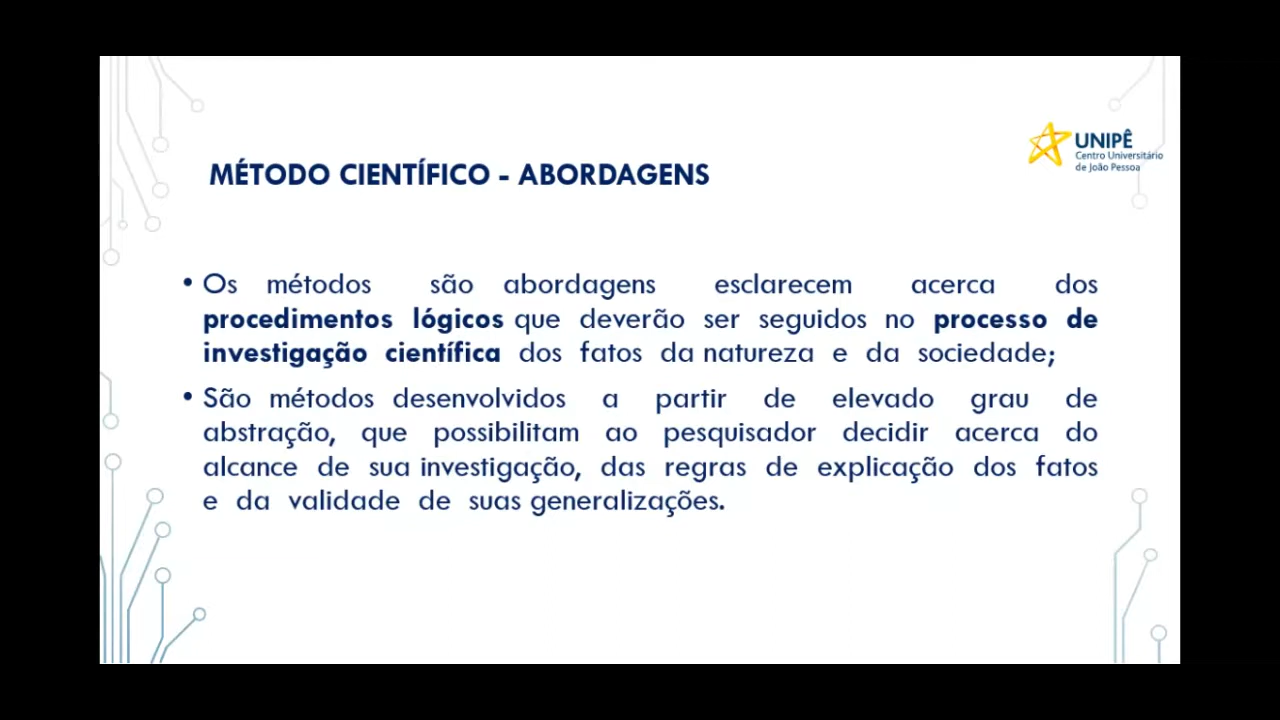 UNIPÊ
Centro Universitário
de João Pessoa
MÉTODO CIENTÍFICO - ABORDAGENS
• Os métodos são abordagens esclarecem acerca dos
procedimentos lógicos que deverão ser seguidos no processo de
investigação científica dos fatos da natureza e da sociedade;
• São métodos desenvolvidos a partir de elevado grau de
abstração, que possibilitam ao pesquisador decidir acerca do
alcance de sua investigação, das regras de explicação dos fatos
e da validade de suas generalizações.